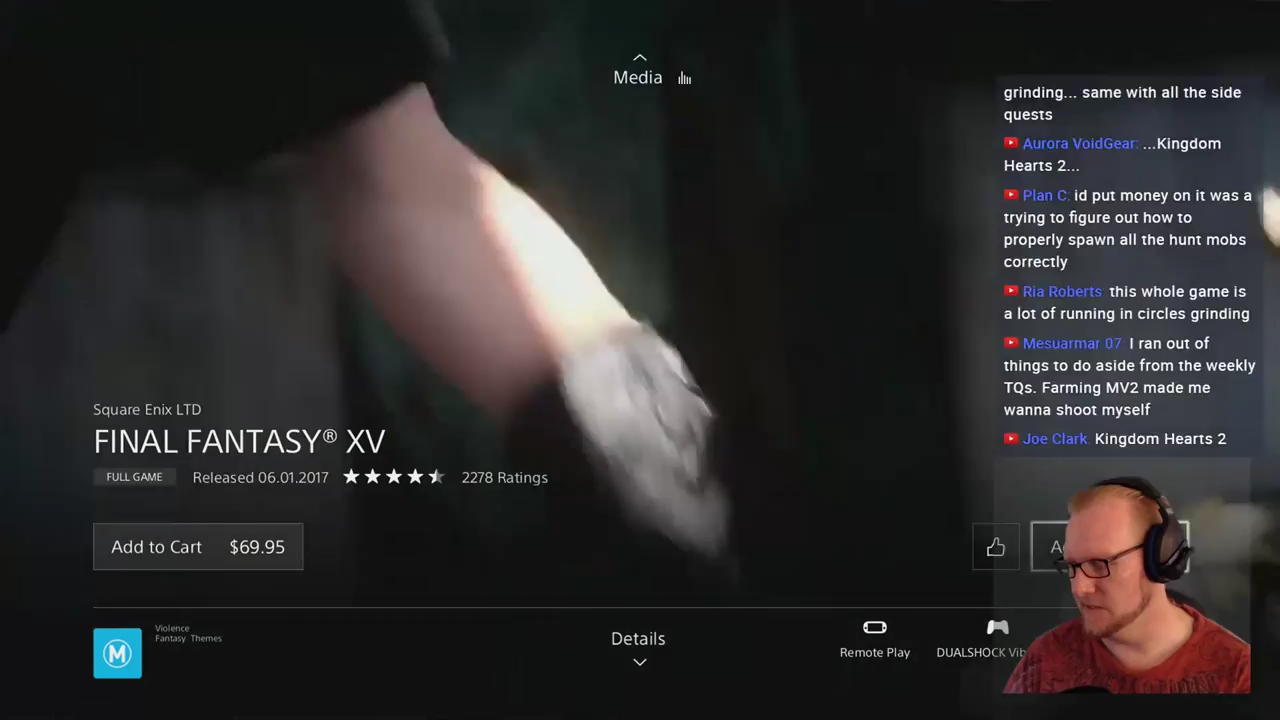 Media
grinding... same with all the side
quests
Aurora VoidGear: ...Kingdom
Hearts 2...
Plan C: id put money on it was a
trying to figure out how to
properly spawn all the hunt mobs
correctly
Ria Roberts: this whole game is
a lot of running in circles grinding
Mesuarmar 07: I ran out of
things to do aside from the weekly
TQs. Farming MV2 made me
wanna shoot myself
Joe Clark: Kingdom Hearts 2
Square Enix LTD
FINAL FANTASY® XV
FULL GAME Released 06.01.2017 2278 Ratings
Add to Cart $69.95
M
Violence
Fantasy Themes
Details
Remote Play
DUALSHOCK Vib